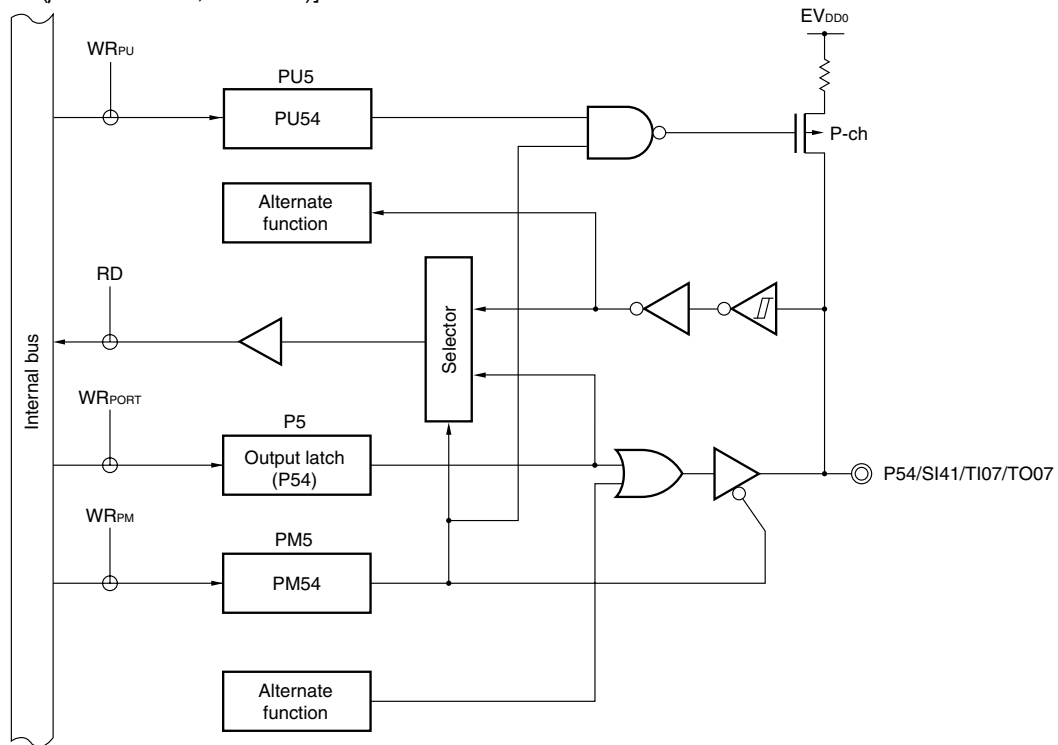 EVDD0
WRPU
PU5
PU54
P-ch
Alternate
function
RD
Selector
Internal bus
WRPORT
P5
Output latch
(P54)
P54/SI41/TI07/TO07
WRPM
PM5
PM54
Alternate
function